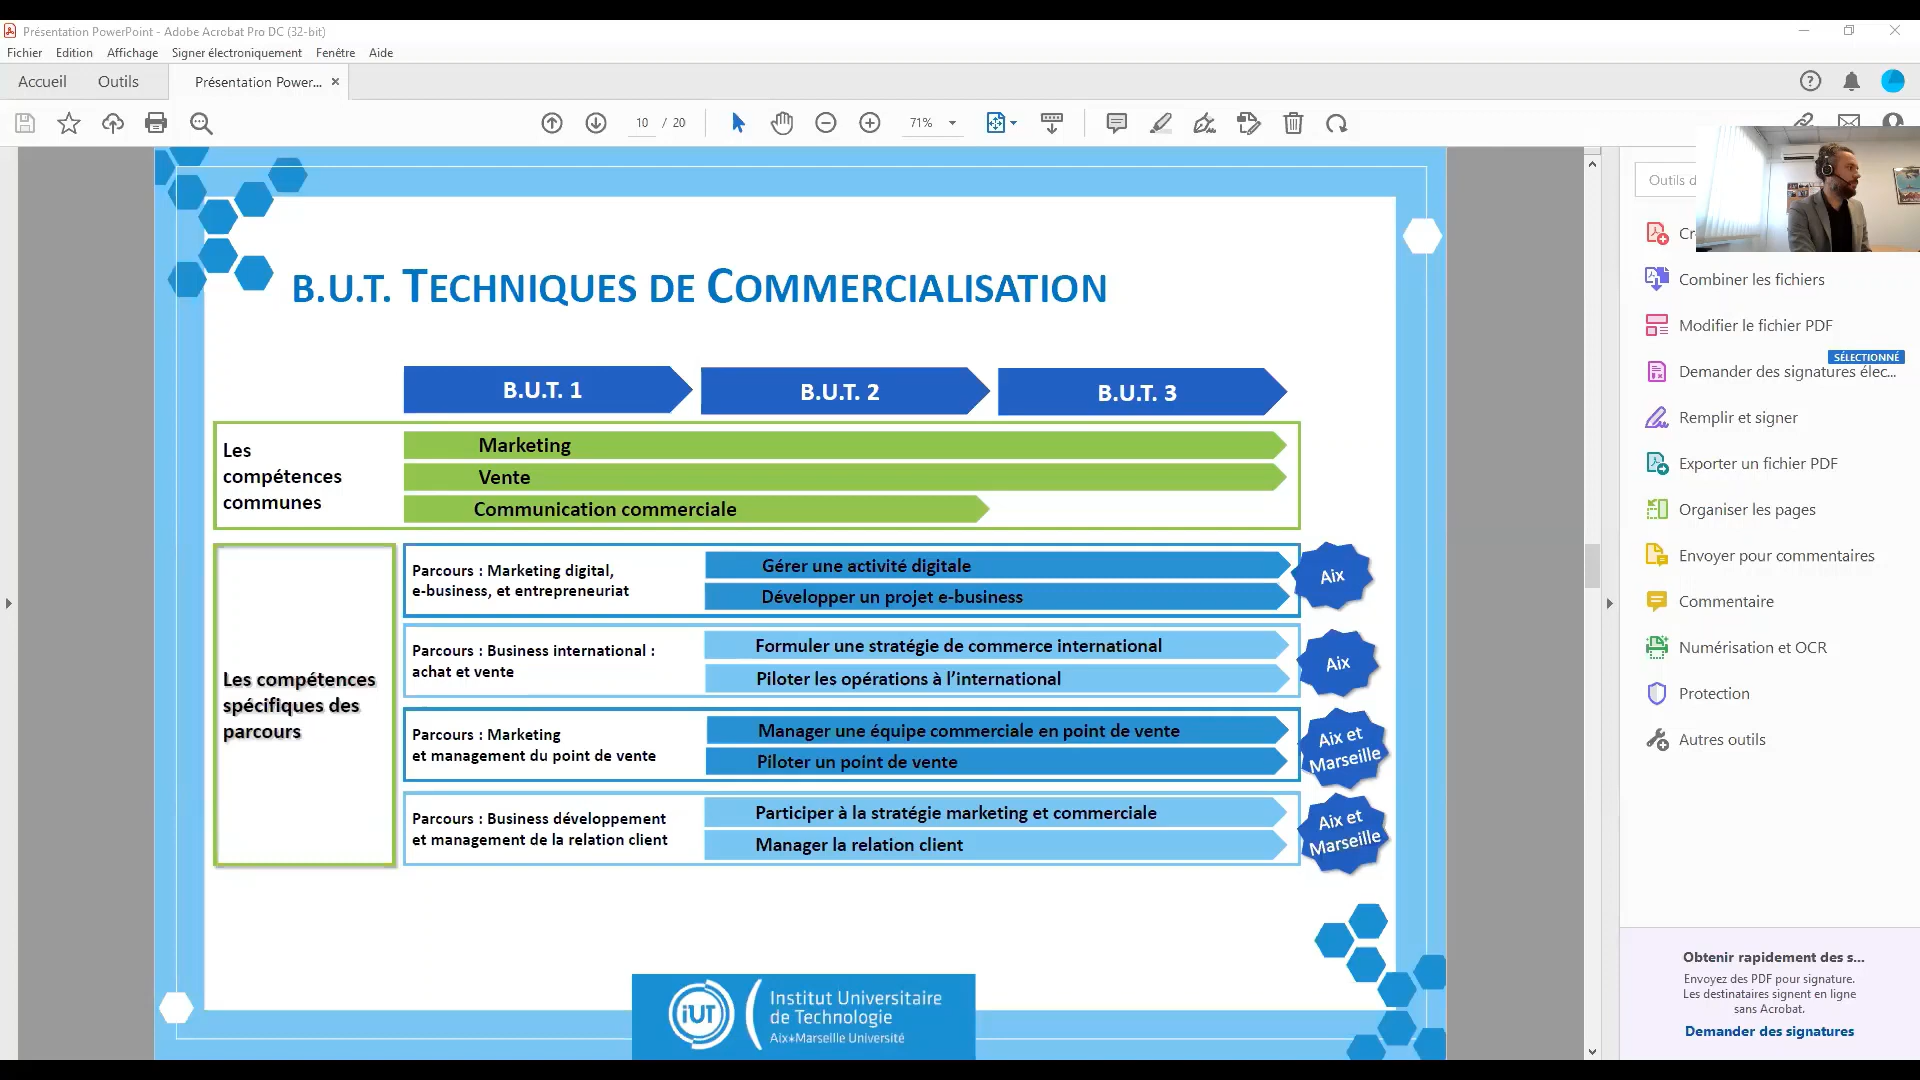 Présentation PowerPoint - Adobe Acrobat Pro DC (32-bit)
Fichier Edition Affichage Signer électroniquement Fenêtre Aide
Accueil Outils Présentation Power...
10 / 20 71%
B.U.T. TECHNIQUES DE COMMERCIALISATION
B.U.T. 1 B.U.T. 2 B.U.T. 3
Les
compétences
communes
Marketing
Vente
Communication commerciale
Les compétences
spécifiques des
parcours
Parcours : Marketing digital,
e-business, et entrepreneuriat
Gérer une activité digitale
Développer un projet e-business
Aix
Parcours : Business international :
achat et vente
Formuler une stratégie de commerce international
Piloter les opérations à l'international
Aix
Parcours : Marketing
et management du point de vente
Manager une équipe commerciale en point de vente
Piloter un point de vente
Aix et
Marseille
Parcours : Business développement
et management de la relation client
Participer à la stratégie marketing et commerciale
Manager la relation client
Aix et
Marseille
iUT
Institut Universitaire
de Technologie
Aix*Marseille Université
Outils
Combiner les fichiers
Modifier le fichier PDF
SÉLECTIONNÉ
Demander des signatures élec...
Remplir et signer
Exporter un fichier PDF
Organiser les pages
Envoyer pour commentaires
Commentaire
Numérisation et OCR
Protection
Autres outils
Obtenir rapidement des s...
Envoyez des PDF pour signature.
Les destinataires signent en ligne
sans Acrobat.
Demander des signatures